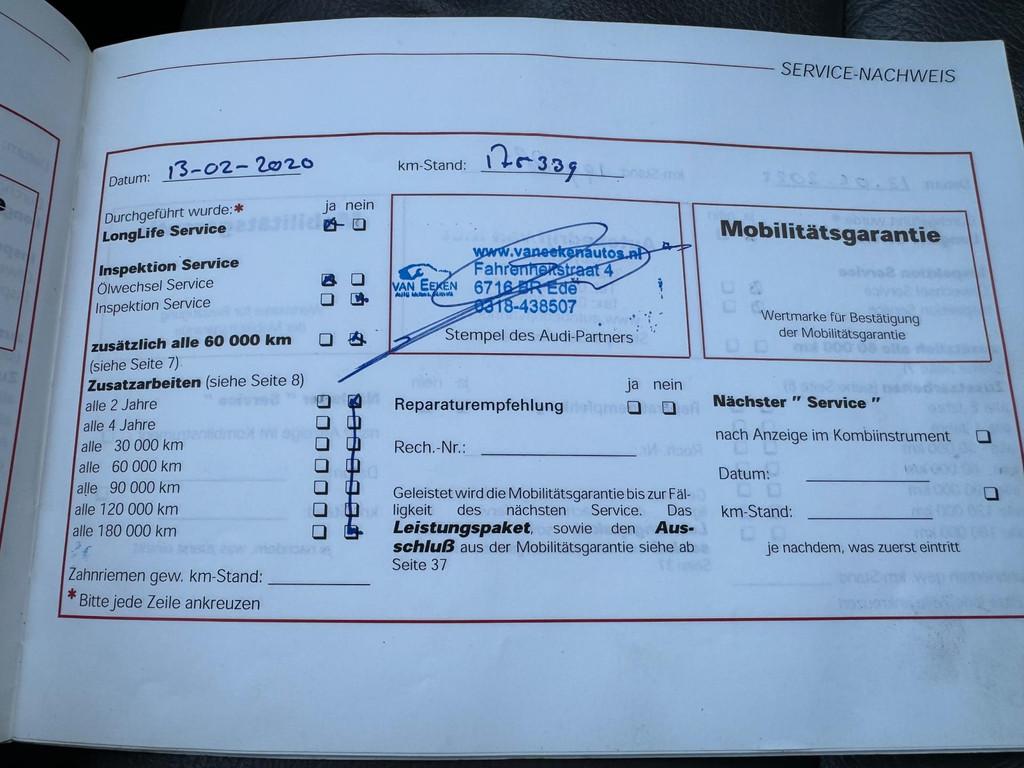 SERVICE-NACHWEIS
Datum: 13-02-2020
km-Stand:
Durchgeführt wurde:* ja nein
LongLife Service
Inspektion Service
Ölwechsel Service
Inspektion Service
zusätzlich alle 60 000 km
(siehe Seite 7)
Zusatzarbeiten (siehe Seite 8)
alle 2 Jahre
alle 4 Jahre
alle 30 000 km
alle 60 000 km
alle 90 000 km
alle 120 000 km
alle 180 000 km
Zahnriemen gew. km-Stand:
* Bitte jede Zeile ankreuzen
VAN EEKEN
www.vaneekenautos.nl
Fahrenheitstraat 4
6716 BR Ede
0318-438507
Stempel des Audi-Partners
Mobilitätsgarantie
Wertmarke für Bestätigung
der Mobilitätsgarantie
ja nein
Reparaturempfehlung
Rech.-Nr.:
Geleistet wird die Mobilitätsgarantie bis zur Fäl-
ligkeit des nächsten Service. Das
Leistungspaket, sowie den Aus-
schluß aus der Mobilitätsgarantie siehe ab
Seite 37
Nächster " Service "
nach Anzeige im Kombiinstrument
Datum:
km-Stand:
je nachdem, was zuerst eintritt